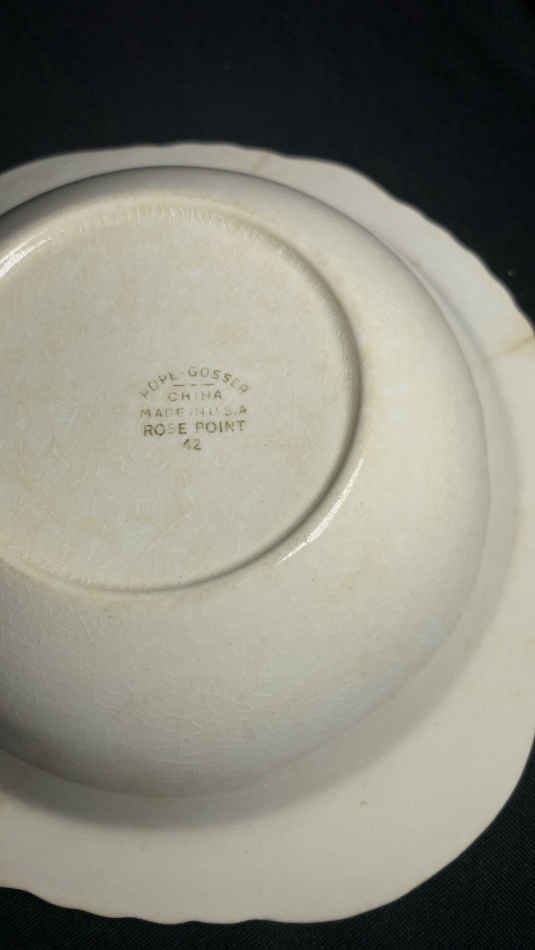 POPE-GOSSER
CHINA
MADE IN U.S.A
ROSE POINT
42